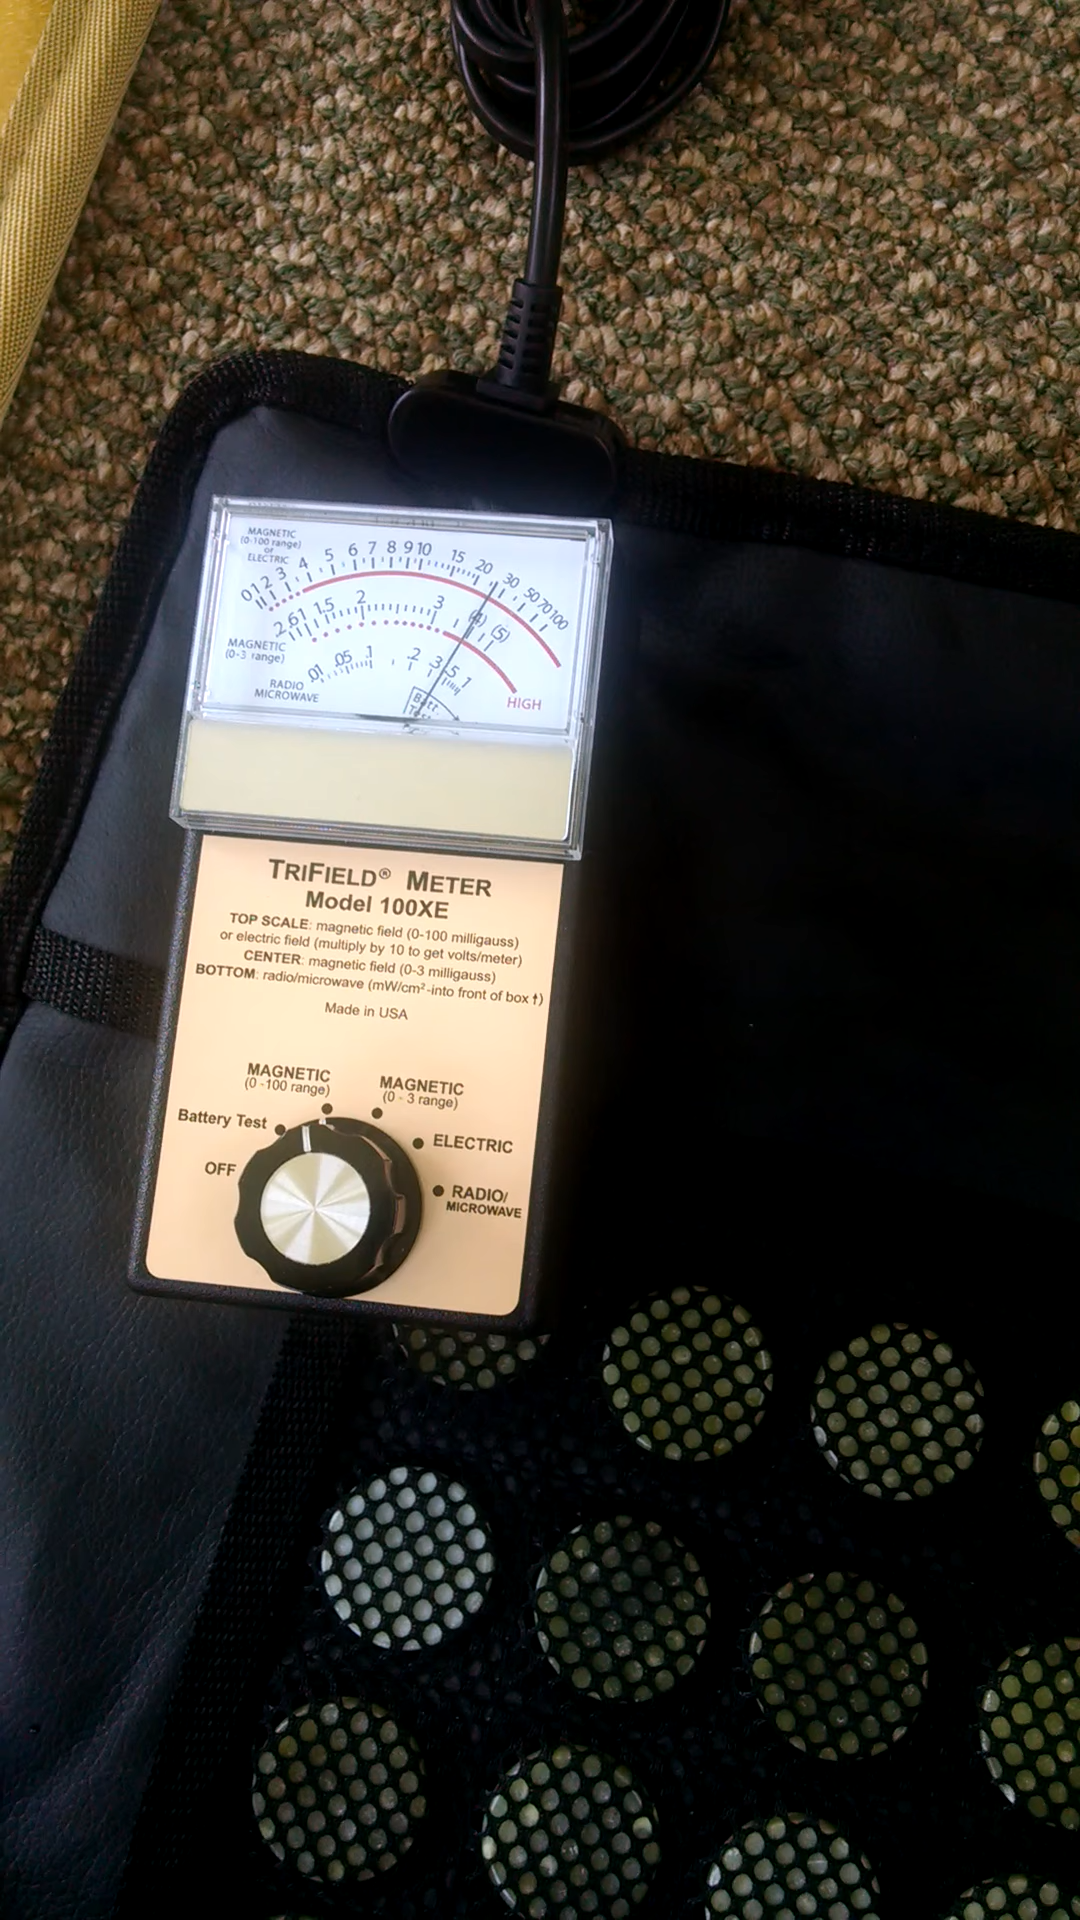 MAGNETIC
(0-100 range)
or
ELECTRIC
0 1 2 3 4 5 6 7 8 9 10 15 20 30 50 70 100
2.61 1.5 2 3 (4) (5)
MAGNETIC
(0-3 range)
.01 .05 .1 .2 .3 .5 1
RADIO
MICROWAVE
HIGH
Batt.
TRIFIELD® METER
Model 100XE
TOP SCALE: magnetic field (0-100 milligauss)
or electric field (multiply by 10 to get volts/meter)
CENTER: magnetic field (0-3 milligauss)
BOTTOM: radio/microwave (mW/cm²-into front of box ↑)
Made in USA
MAGNETIC
(0 -100 range)
MAGNETIC
(0 - 3 range)
Battery Test
ELECTRIC
OFF
RADIO/
MICROWAVE